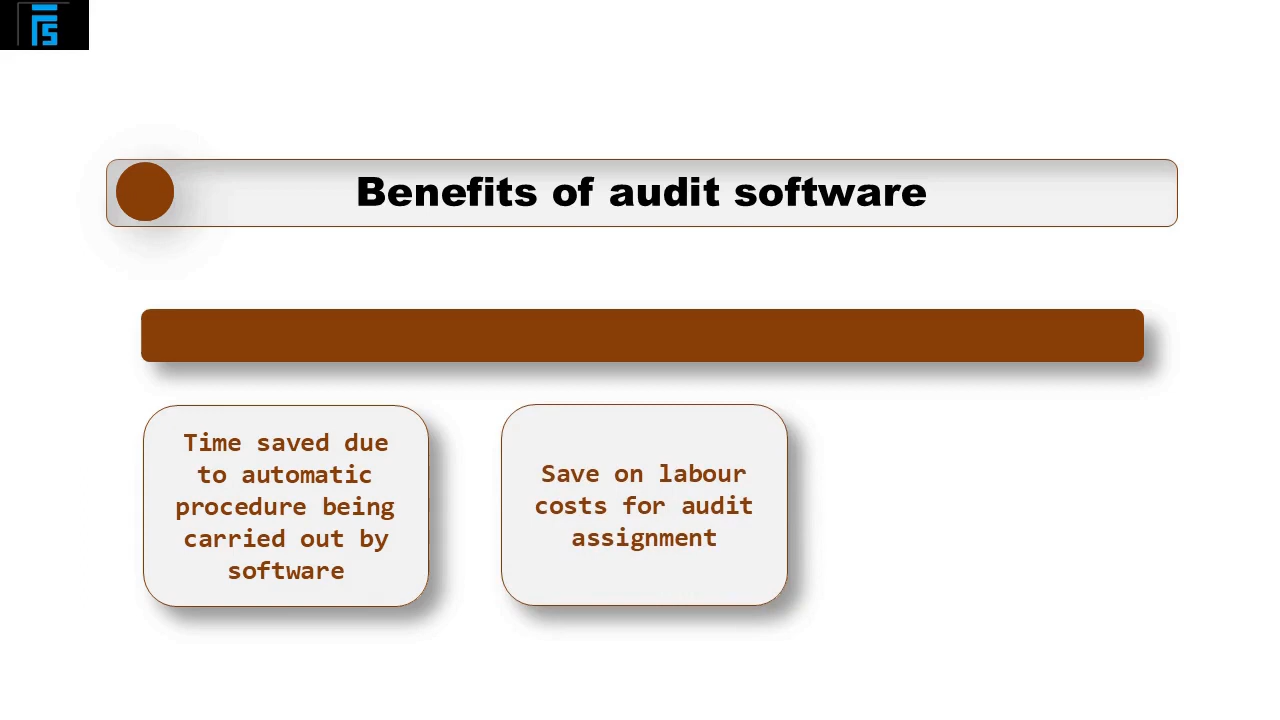 Benefits of audit software
Time saved due
to automatic
procedure being
carried out by
software
Save on labour
costs for audit
assignment